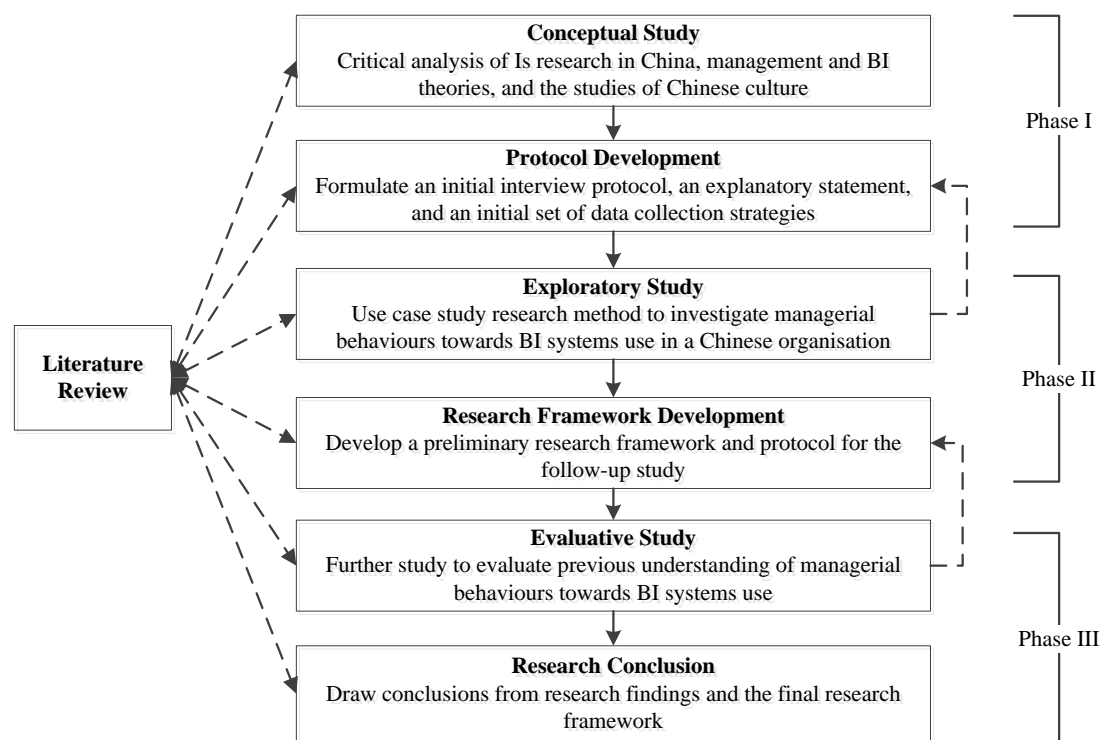 Conceptual Study
Critical analysis of Is research in China, management and BI
theories, and the studies of Chinese culture
Phase I
Protocol Development
Formulate an initial interview protocol, an explanatory statement,
and an initial set of data collection strategies
Exploratory Study
Use case study research method to investigate managerial
behaviours towards BI systems use in a Chinese organisation
Literature
Review
Phase II
Research Framework Development
Develop a preliminary research framework and protocol for the
follow-up study
Evaluative Study
Further study to evaluate previous understanding of managerial
behaviours towards BI systems use
Phase III
Research Conclusion
Draw conclusions from research findings and the final research
framework